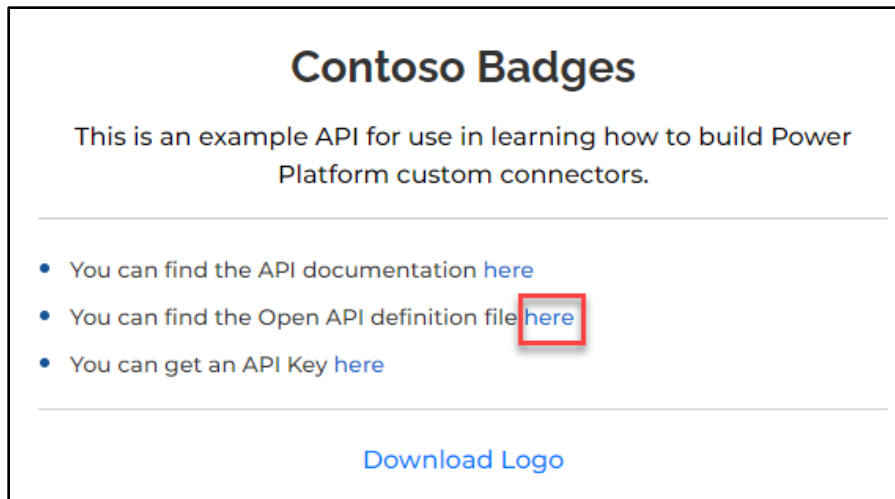 Contoso Badges
This is an example API for use in learning how to build Power
Platform custom connectors.
You can find the API documentation here
You can find the Open API definition file here
You can get an API Key here
Download Logo